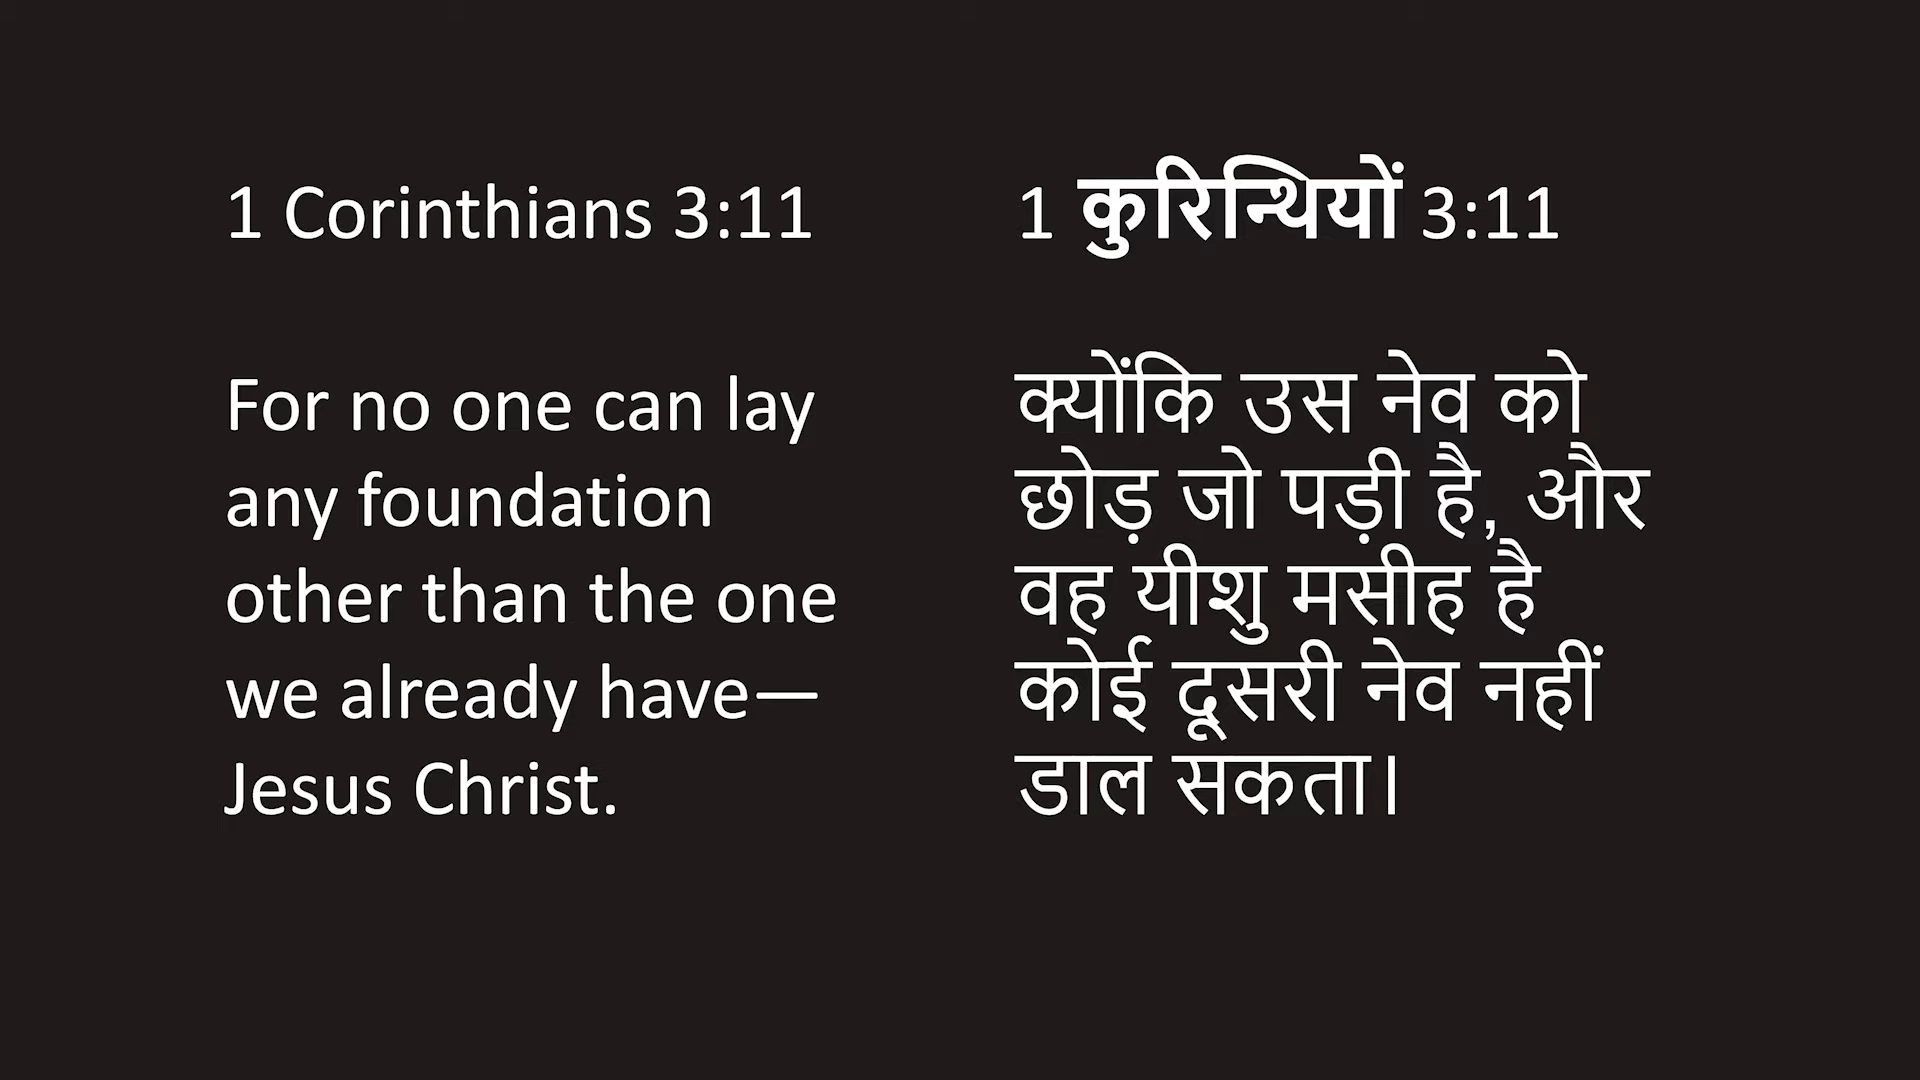 1 Corinthians 3:11
For no one can lay
any foundation
other than the one
we already have—
Jesus Christ.
1 कुरिन्थियों 3:11
क्योंकि उस नेव को
छोड़ जो पड़ी है, और
वह यीशु मसीह है
कोई दूसरी नेव नहीं
डाल सकता।